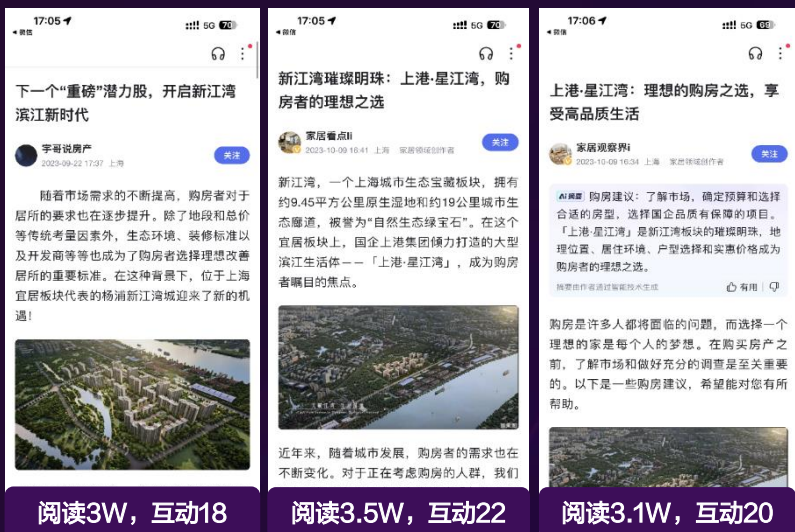 17:05
5G 70
微信
下一个“重磅”潜力股，开启新江湾
滨江新时代
宇哥说房产
2023-09-22 17:37 上海
关注
随着市场需求的不断提高，购房者对于
居所的要求也在逐步提升。除了地段和总价
等传统考量因素外，生态环境、装修标准以
及开发商等等也成为了购房者选择理想改善
居所的重要标准。在这种背景下，位于上海
宜居板块代表的杨浦新江湾城迎来了新的机
遇！
阅读3W，互动18
17:05
5G 70
微信
新江湾璀璨明珠：上港·星江湾，购
房者的理想之选
家居看点li
2023-10-09 16:41 上海 家居领域创作者
关注
新江湾，一个上海城市生态宝藏板块，拥有
约9.45平方公里原生湿地和约19公里城市生
态廊道，被誉为“自然生态绿宝石”。在这个
宜居板块上，国企上港集团倾力打造的大型
滨江生活体——「上港·星江湾」，成为购房
者瞩目的焦点。
近年来，随着城市发展，购房者的需求也在
不断变化。对于正在考虑购房的人群，我们
阅读3.5W，互动22
17:06
5G 69
微信
上港·星江湾：理想的购房之选，享
受高品质生活
家居观察界i
2023-10-09 16:34 上海 家居领域创作者
关注
Ai摘要 购房建议：了解市场，确定预算和选择
合适的房型，选择国企品质有保障的项目。
「上港·星江湾」是新江湾板块的璀璨明珠，地
理位置、居住环境、户型选择和实惠价格成为
购房者的理想之选。
摘要由作者通过智能技术生成
有用
购房是许多人都将面临的问题，而选择一个
理想的家是每个人的梦想。在购买房产之
前，了解市场和做好充分的调查是至关重要
的。以下是一些购房建议，希望能对您有所
帮助。
阅读3.1W，互动20